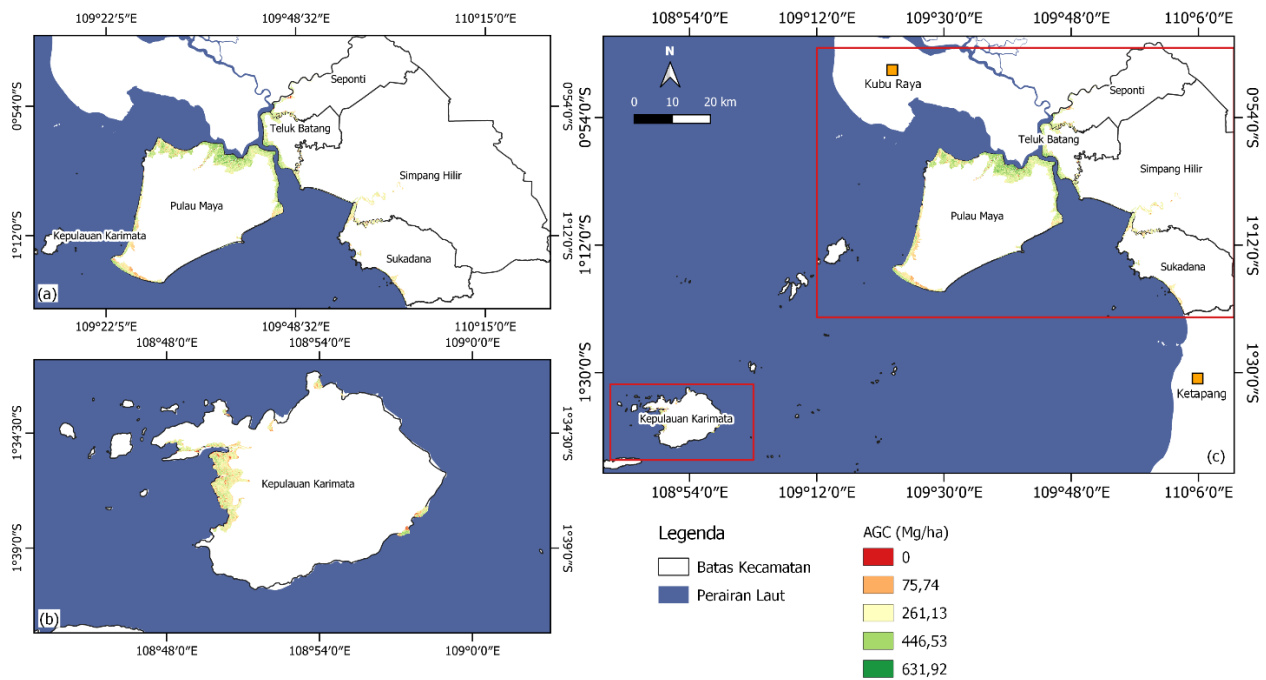 109°22′5″E 109°48′32″E 110°15′0″E
0°54′0″S 0°54′0″S
1°12′0″S 1°12′0″S
Seponti
Teluk Batang
Simpang Hilir
Pulau Maya
Kepulauan Karimata
Sukadana
(a)
109°22′5″E 109°48′32″E 110°15′0″E
108°48′0″E 108°54′0″E 109°0′0″E
1°34′30″S 1°34′30″S
1°39′0″S 1°39′0″S
Kepulauan Karimata
(b)
108°48′0″E 108°54′0″E 109°0′0″E
108°54′0″E 109°12′0″E 109°30′0″E 109°48′0″E 110°6′0″E
0°54′0″S 0°54′0″S
1°12′0″S 1°12′0″S
1°30′0″S 1°30′0″S
N
0 10 20 km
Kubu Raya
Seponti
Teluk Batang
Simpang Hilir
Pulau Maya
Sukadana
Ketapang
Kepulauan Karimata
(c)
108°54′0″E 109°12′0″E 109°30′0″E 109°48′0″E 110°6′0″E
Legenda
Batas Kecamatan
Perairan Laut
AGC (Mg/ha)
0
75,74
261,13
446,53
631,92